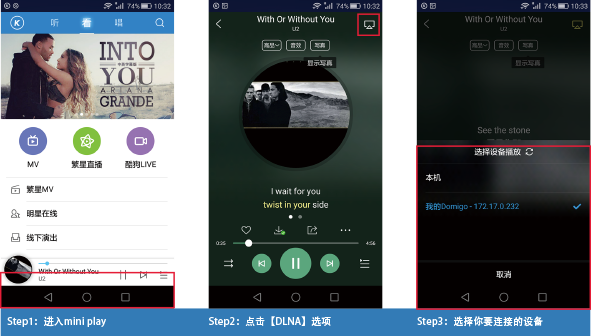 10:32
74%
听
看
唱
INTO
YOU
中文字幕版
ARIANA
GRANDE
MV
繁星直播
酷狗LIVE
繁星MV
明星在线
线下演出
With Or Without You
U2
Step1：进入mini play
74% 10:32
With Or Without You
U2
高品
音效
写真
显示写真
I wait for you
twist in your side
0:35
4:56
Step2：点击【DLNA】选项
74% 10:33
With Or Without You
U2
高品
音效
写真
显示写真
See the stone
选择设备播放
本机
我的Domigo - 172.17.0.232
取消
Step3：选择你要连接的设备